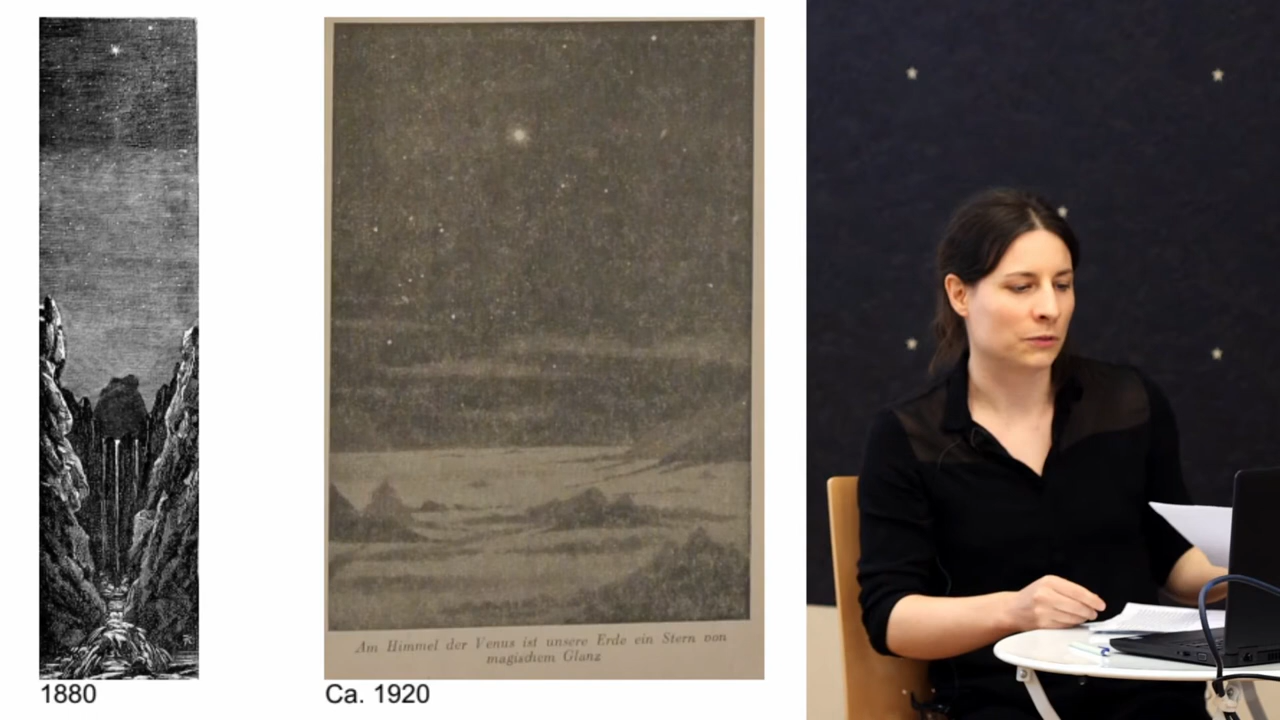 Am Himmel der Venus ist unsere Erde ein Stern von
magischem Glanz
1880
Ca. 1920